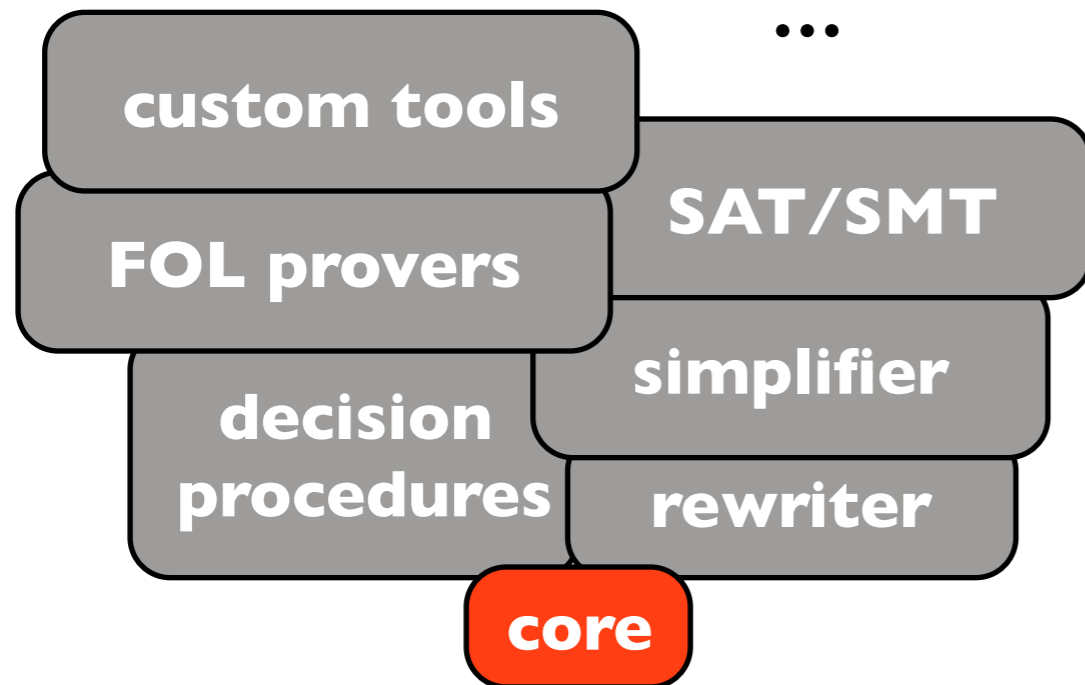 ...
custom tools
SAT/SMT
FOL provers
simplifier
decision
procedures
rewriter
core